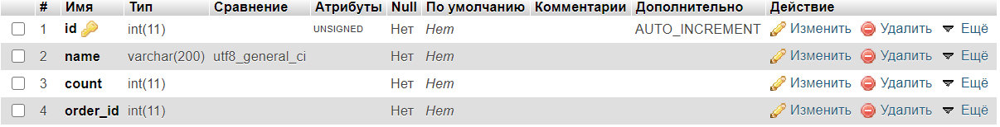 # Имя Тип Сравнение Атрибуты Null По умолчанию Комментарии Дополнительно Действие
1 id int(11) UNSIGNED Нет Нет AUTO_INCREMENT Изменить Удалить Ещё
2 name varchar(200) utf8_general_ci Нет Нет Изменить Удалить Ещё
3 count int(11) Нет Нет Изменить Удалить Ещё
4 order_id int(11) Нет Нет Изменить Удалить Ещё